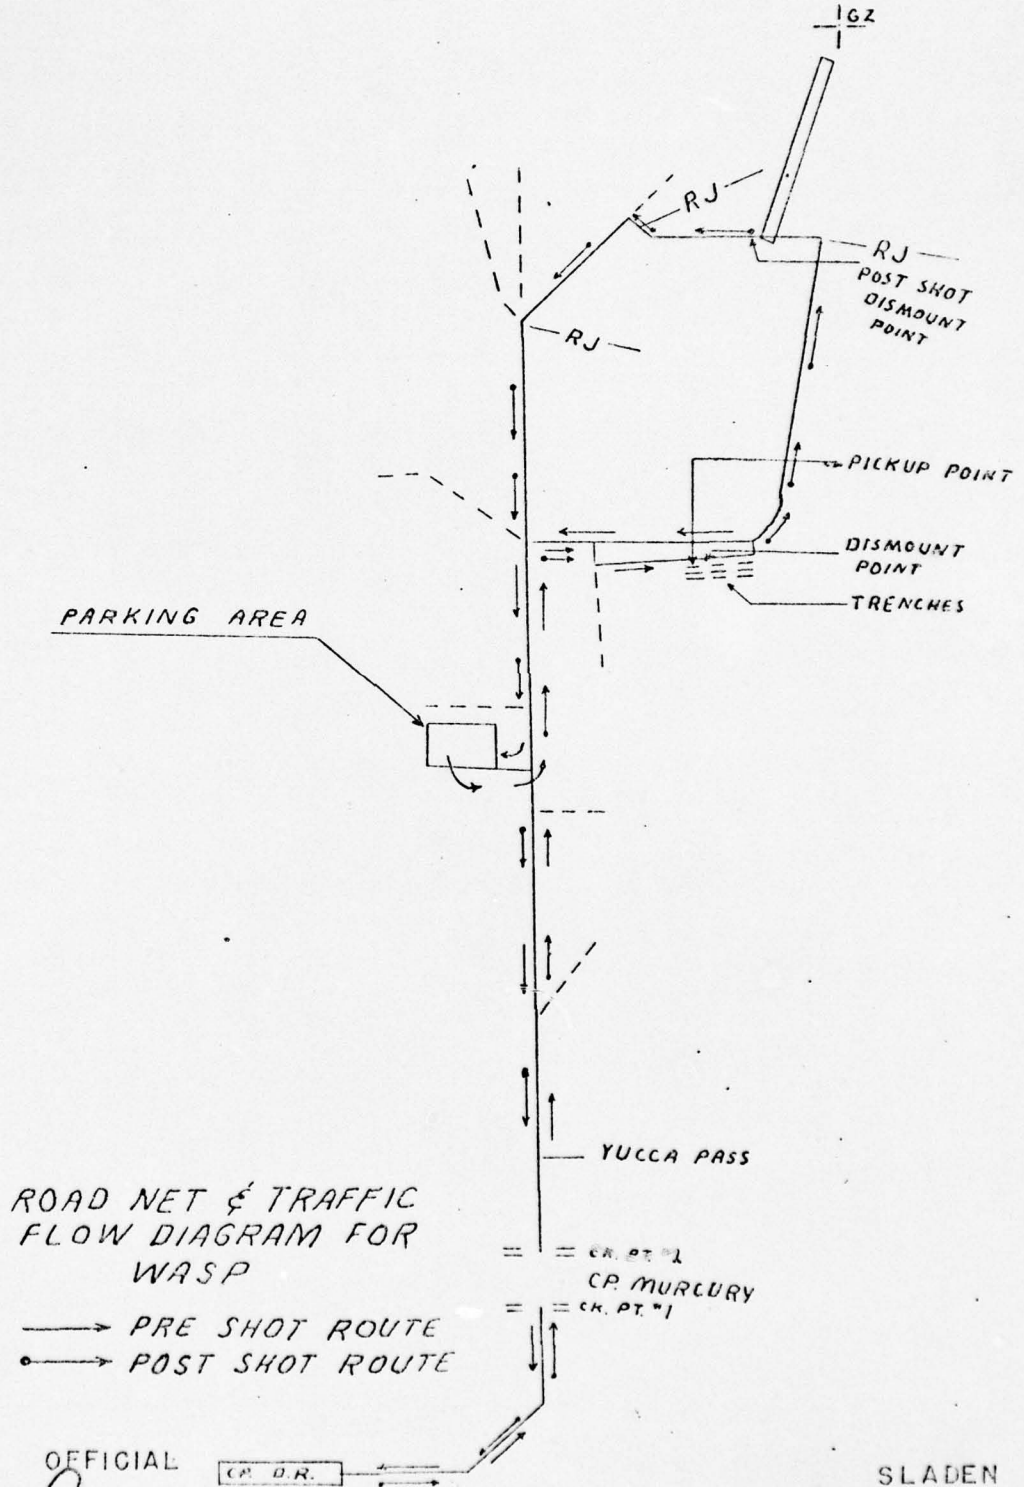 GZ
RJ
RJ
POST SHOT
DISMOUNT
POINT
RJ
PICKUP POINT
DISMOUNT
POINT
TRENCHES
PARKING AREA
YUCCA PASS
ROAD NET & TRAFFIC
FLOW DIAGRAM FOR
WASP
CK. PT. #2
CP. MURCURY
CK. PT. #1
PRE SHOT ROUTE
POST SHOT ROUTE
OFFICIAL
CP. D.R.
SLADEN